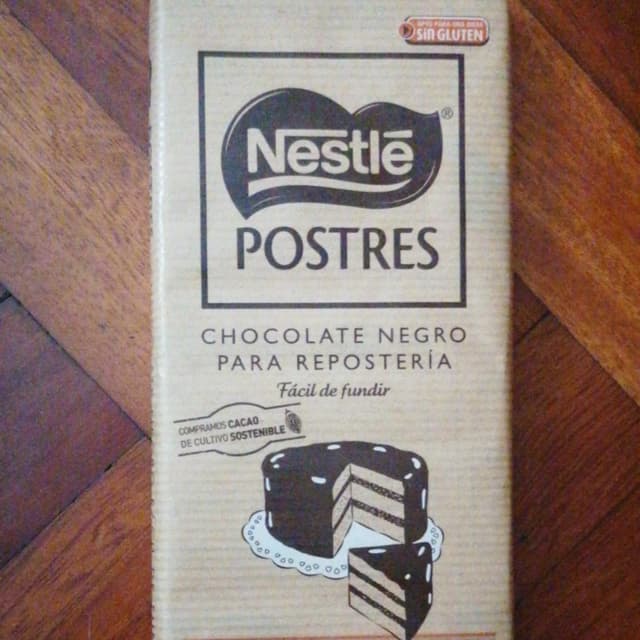 SIN GLUTEN
Nestlé®
POSTRES
CHOCOLATE NEGRO
PARA REPOSTERÍA
Fácil de fundir
COMPRAMOS CACAO
DE CULTIVO SOSTENIBLE